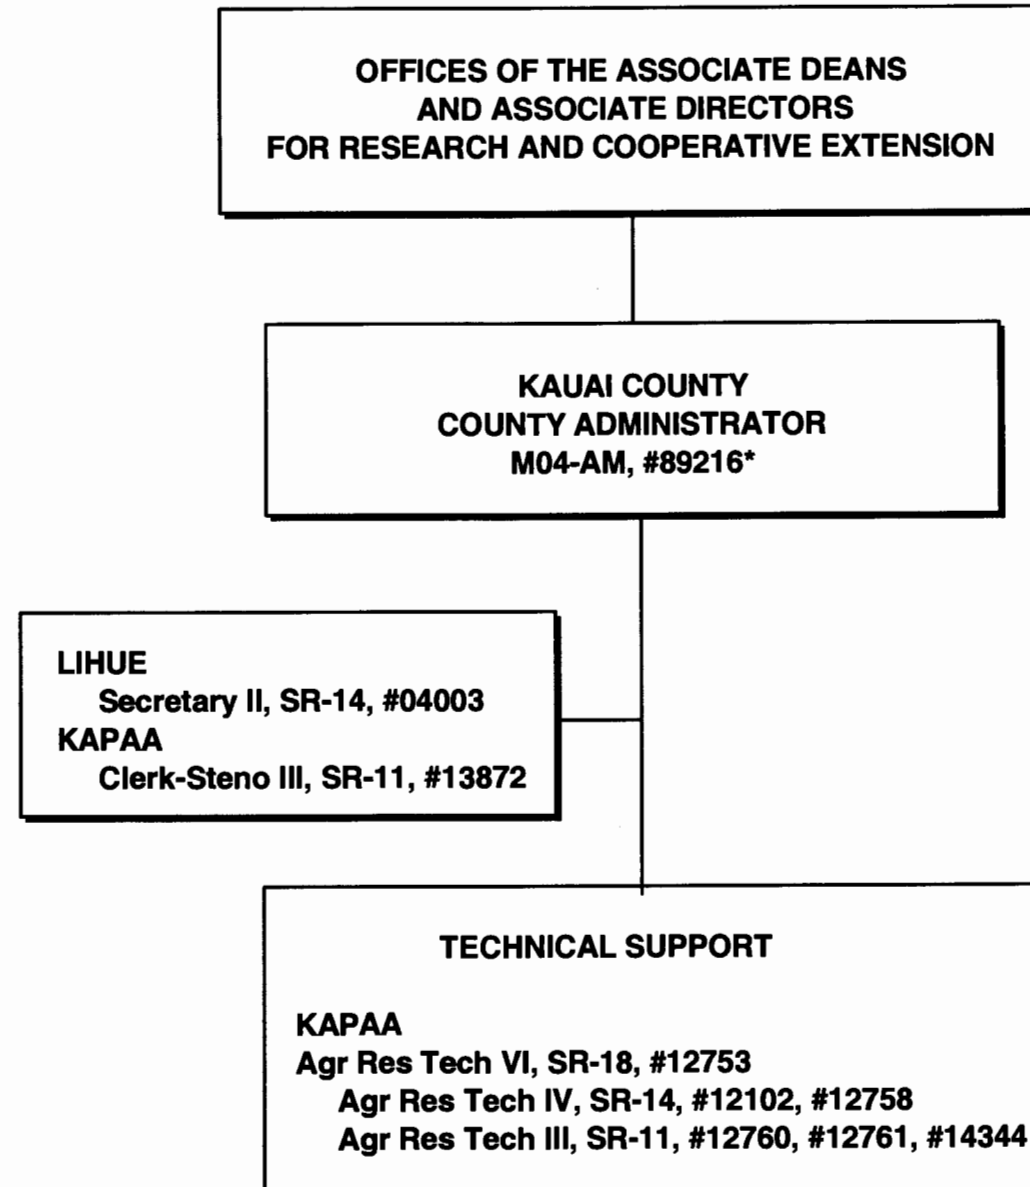 OFFICES OF THE ASSOCIATE DEANS
AND ASSOCIATE DIRECTORS
FOR RESEARCH AND COOPERATIVE EXTENSION
KAUAI COUNTY
COUNTY ADMINISTRATOR
M04-AM, #89216*
LIHUE
Secretary II, SR-14, #04003
KAPAA
Clerk-Steno III, SR-11, #13872
TECHNICAL SUPPORT
KAPAA
Agr Res Tech VI, SR-18, #12753
Agr Res Tech IV, SR-14, #12102, #12758
Agr Res Tech III, SR-11, #12760, #12761, #14344